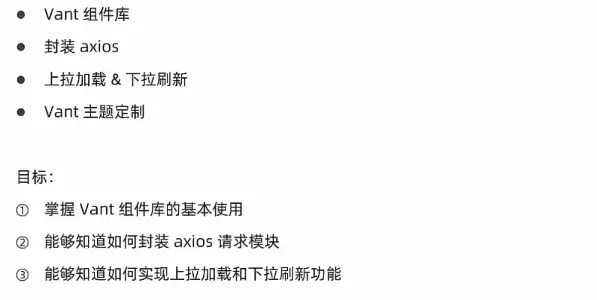 ● Vant 组件库
● 封装 axios
● 上拉加载 & 下拉刷新
● Vant 主题定制
目标：
① 掌握 Vant 组件库的基本使用
② 能够知道如何封装 axios 请求模块
③ 能够知道如何实现上拉加载和下拉刷新功能